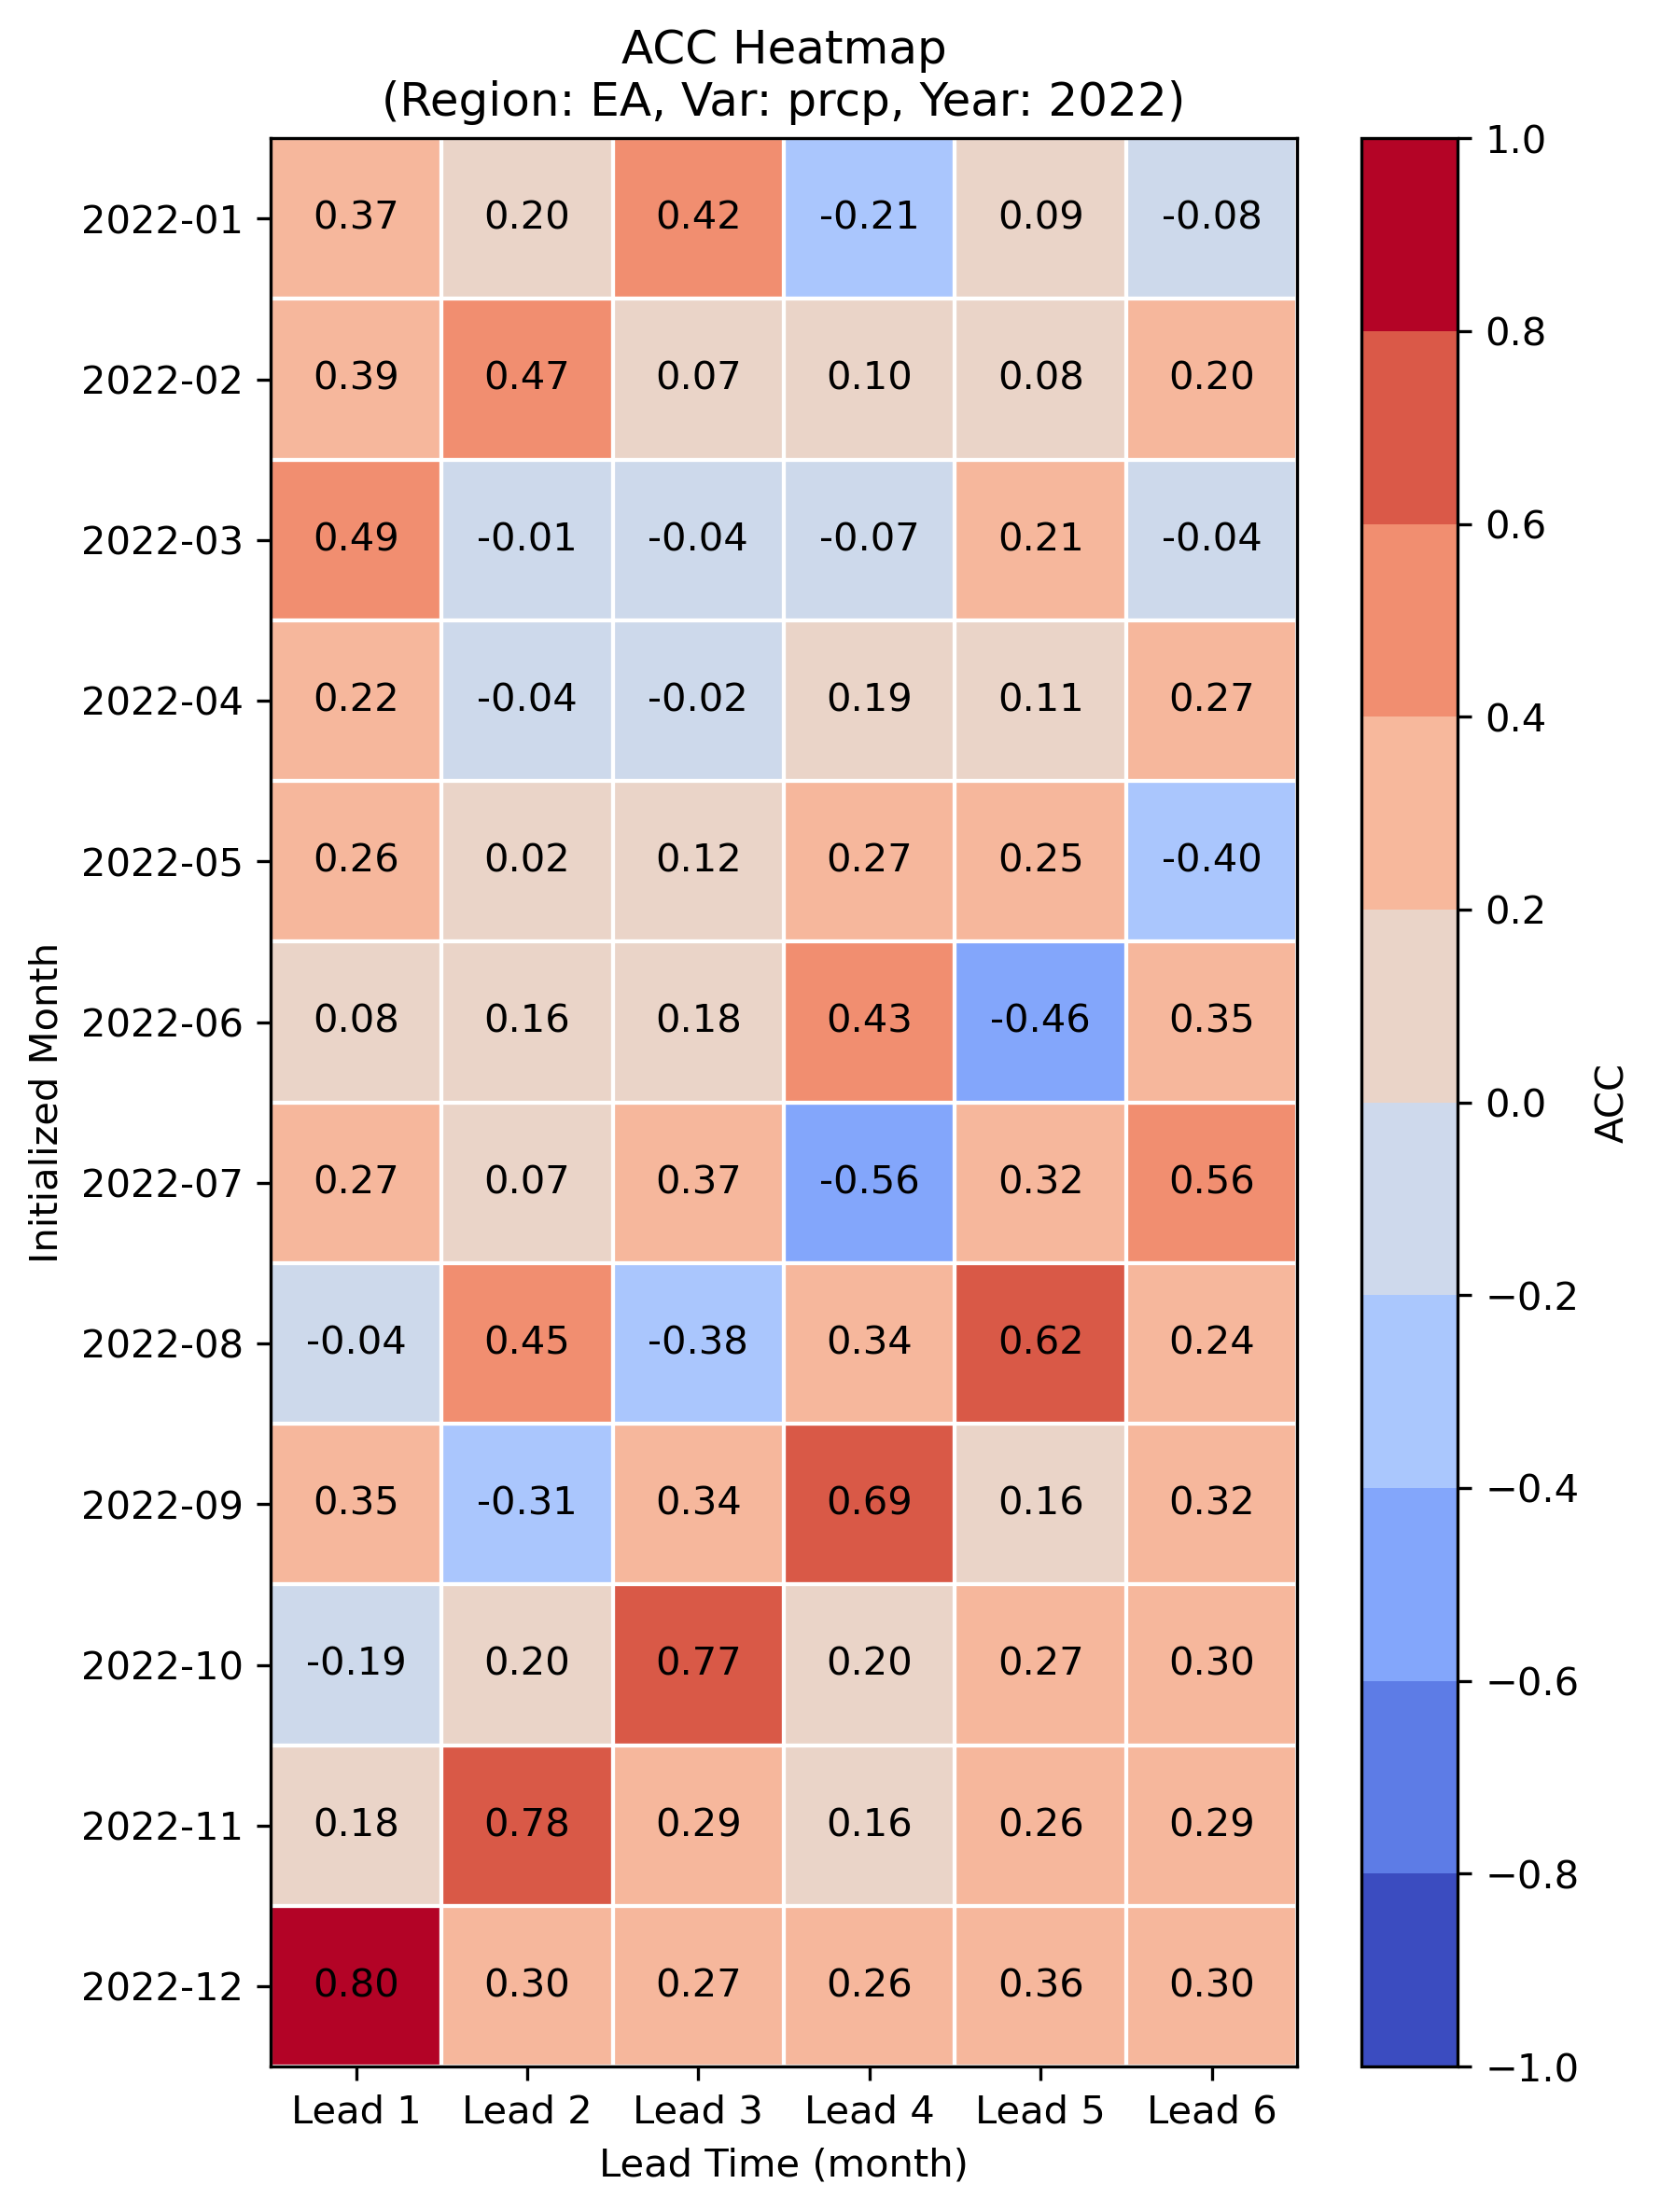 ACC Heatmap
(Region: EA, Var: prcp, Year: 2022)
2022-01 0.37 0.20 0.42 -0.21 0.09 -0.08
2022-02 0.39 0.47 0.07 0.10 0.08 0.20
2022-03 0.49 -0.01 -0.04 -0.07 0.21 -0.04
2022-04 0.22 -0.04 -0.02 0.19 0.11 0.27
2022-05 0.26 0.02 0.12 0.27 0.25 -0.40
2022-06 0.08 0.16 0.18 0.43 -0.46 0.35
2022-07 0.27 0.07 0.37 -0.56 0.32 0.56
2022-08 -0.04 0.45 -0.38 0.34 0.62 0.24
2022-09 0.35 -0.31 0.34 0.69 0.16 0.32
2022-10 -0.19 0.20 0.77 0.20 0.27 0.30
2022-11 0.18 0.78 0.29 0.16 0.26 0.29
2022-12 0.80 0.30 0.27 0.26 0.36 0.30
Lead 1 Lead 2 Lead 3 Lead 4 Lead 5 Lead 6
Lead Time (month)
Initialized Month
1.0
0.8
0.6
0.4
0.2
0.0
−0.2
−0.4
−0.6
−0.8
−1.0
ACC